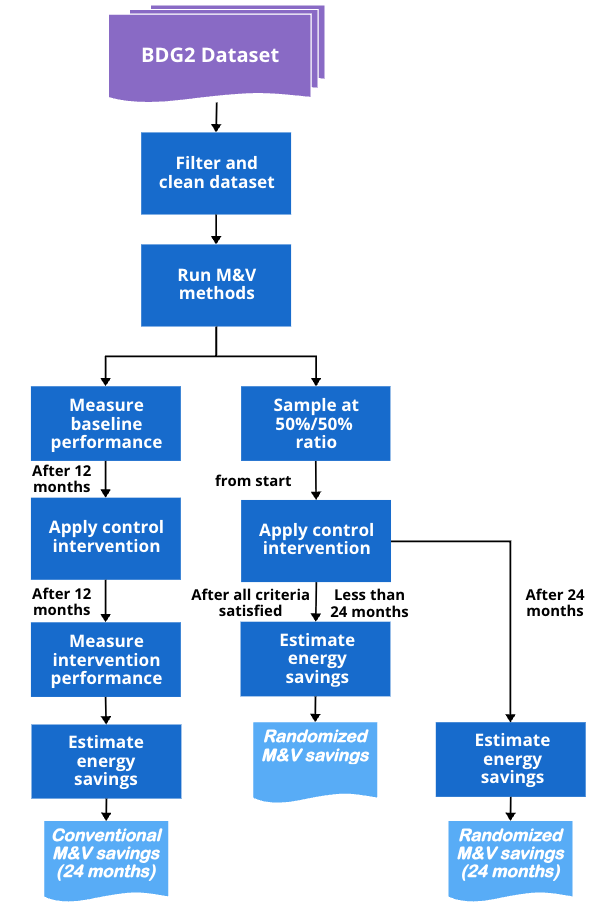 BDG2 Dataset
Filter and
clean dataset
Run M&V
methods
Measure
baseline
performance
After 12
months
Apply control
intervention
After 12
months
Measure
intervention
performance
Estimate
energy
savings
Conventional
M&V savings
(24 months)
Sample at
50%/50%
ratio
from start
Apply control
intervention
After all criteria
satisfied
Less than
24 months
Estimate
energy
savings
Randomized
M&V savings
After 24
months
Estimate
energy
savings
Randomized
M&V savings
(24 months)